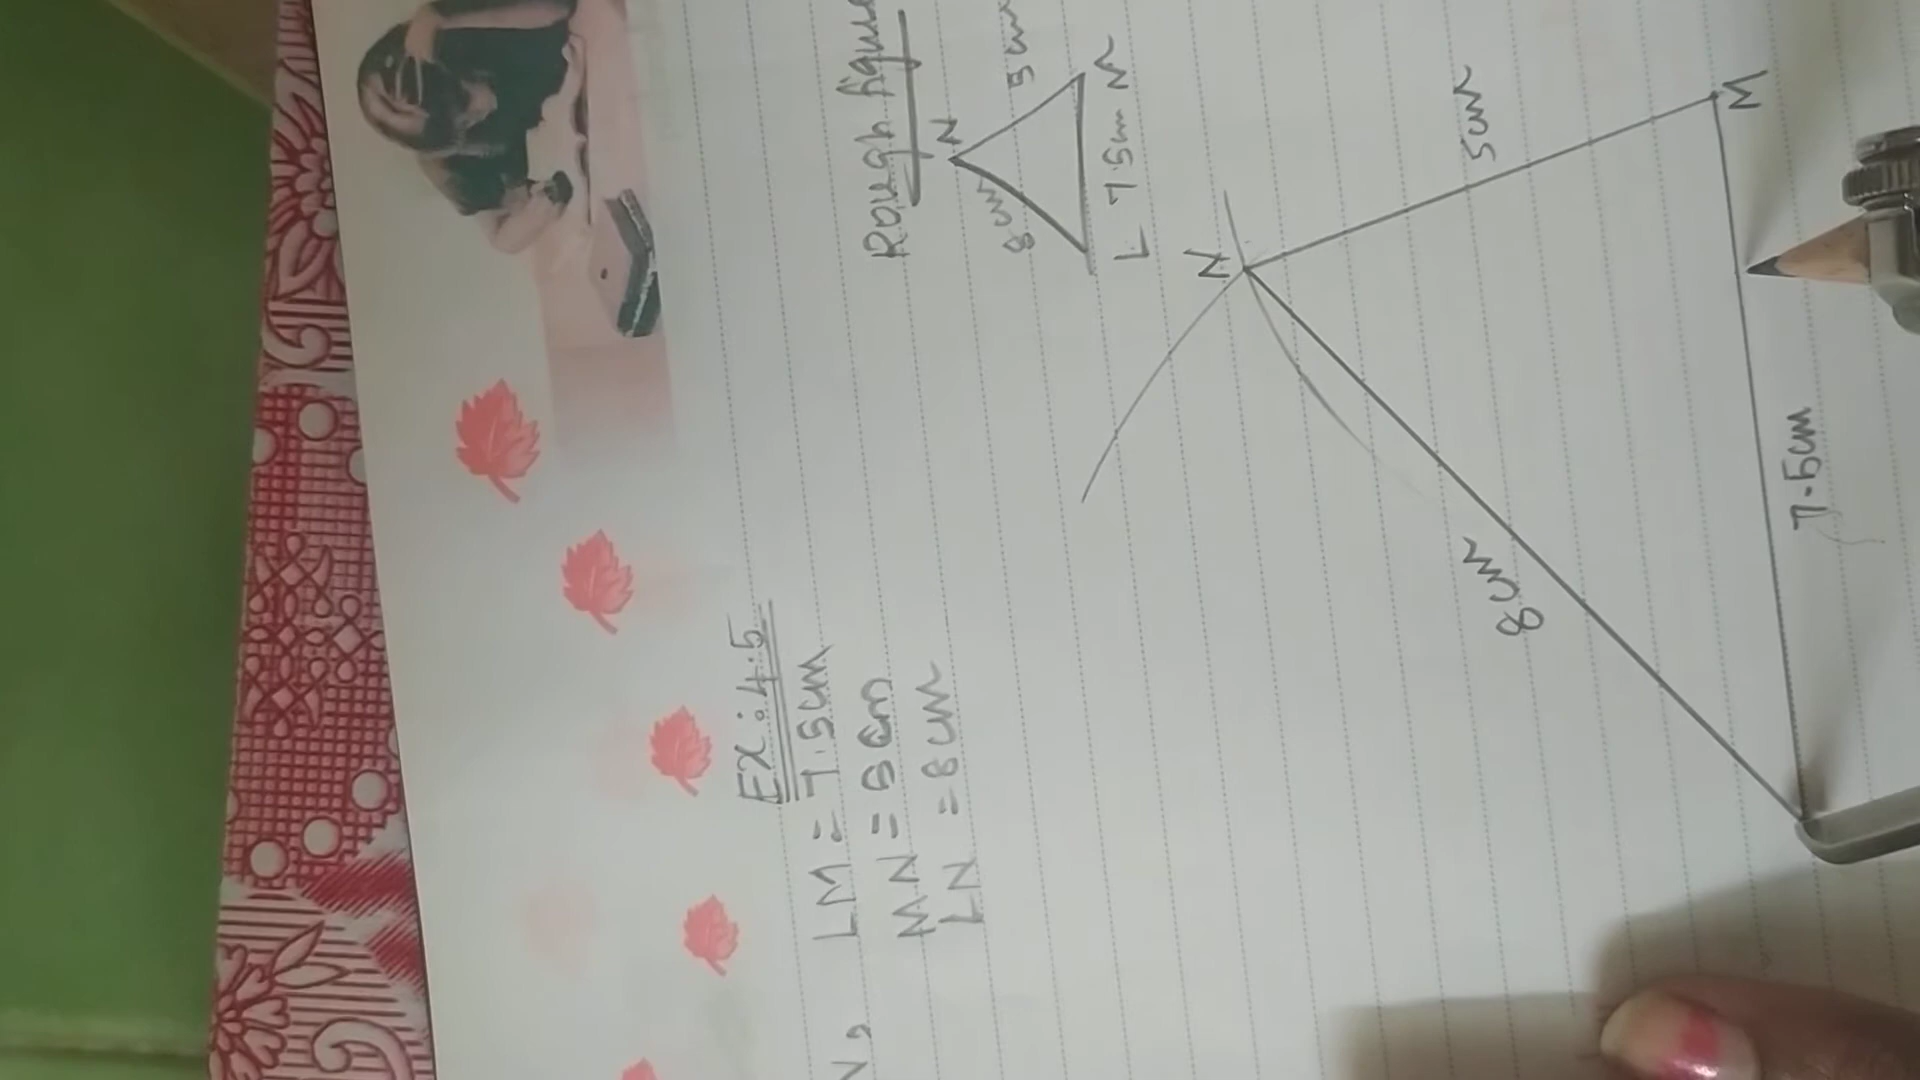 Ex: 4.5
LM = 7.5cm
MN = 5cm
LN = 8cm
Rough figure
N
8cm
5cm
L 7.5cm M
N
5cm
8cm
M
7.5cm